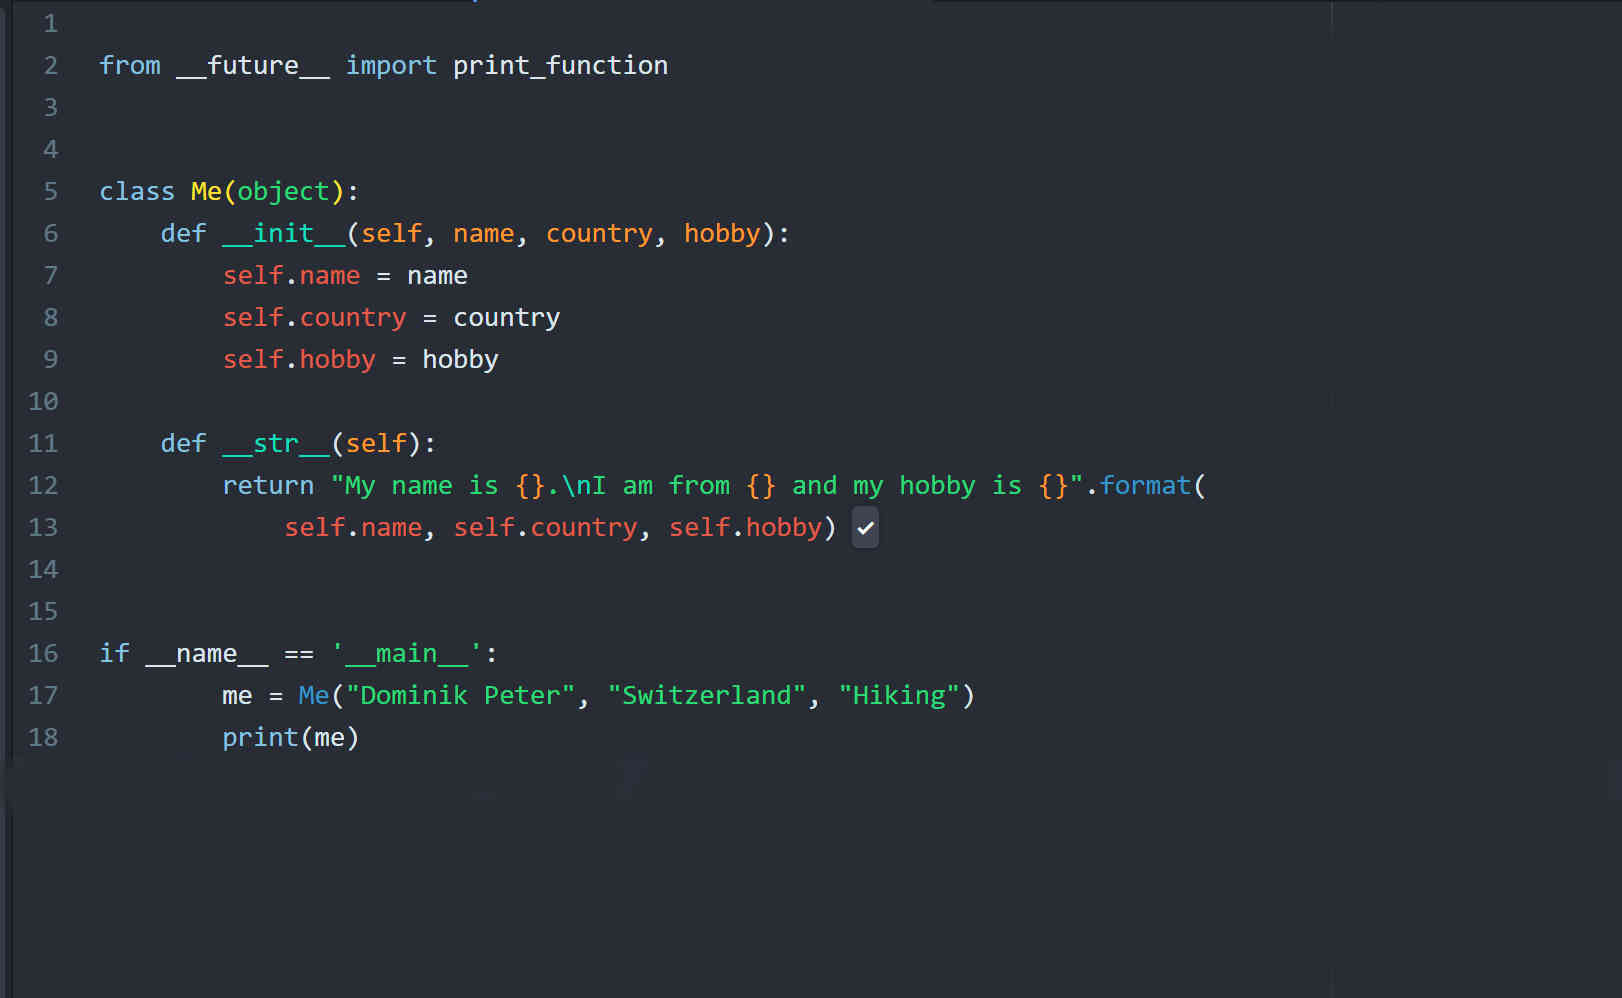 1
2 from __future__ import print_function
3
4
5 class Me(object):
6     def __init__(self, name, country, hobby):
7         self.name = name
8         self.country = country
9         self.hobby = hobby
10
11     def __str__(self):
12         return "My name is {}.\nI am from {} and my hobby is {}".format(
13             self.name, self.country, self.hobby) ✓
14
15
16 if __name__ == '__main__':
17         me = Me("Dominik Peter", "Switzerland", "Hiking")
18         print(me)